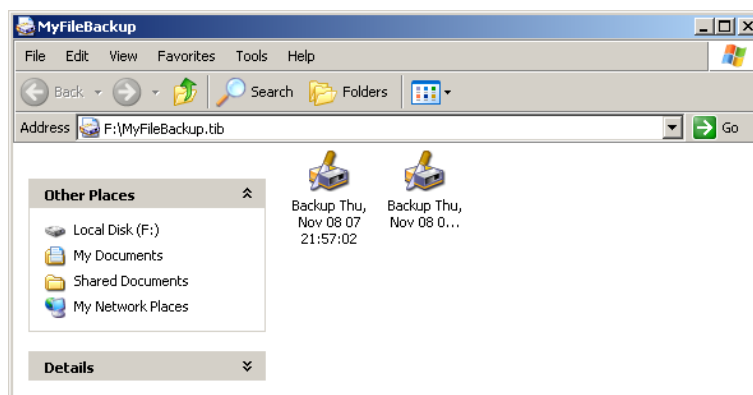 MyFileBackup
File Edit View Favorites Tools Help
Back Search Folders
Address F:\MyFileBackup.tib Go
Other Places
Local Disk (F:)
My Documents
Shared Documents
My Network Places
Details
Backup Thu,
Nov 08 07
21:57:02
Backup Thu,
Nov 08 0...